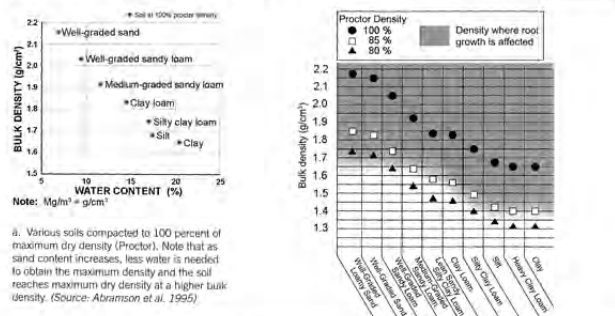 Soil at 100% proctor density
2.2
2.1
2.0
1.9
1.8
1.7
1.6
1.5
BULK DENSITY (g/cm³)
Well-graded sand
Well-graded sandy loam
Medium-graded sandy loam
Clay loam
Silty clay loam
Silt
Clay
5 10 15 20 25
WATER CONTENT (%)
Note: Mg/m³ = g/cm³
a. Various soils compacted to 100 percent of
maximum dry density (Proctor). Note that as
sand content increases, less water is needed
to obtain the maximum density and the soil
reaches maximum dry density at a higher bulk
density. (Source: Abramson et al. 1995)
Proctor Density
100 %
85 %
80 %
Density where root
growth is affected
2.2
2.1
2.0
1.9
1.8
1.7
1.6
1.5
1.4
1.3
Bulk density (g/cm³)
Well-Graded
Loamy Sand
Well-Graded Sand
Well-Graded
Sandy Loam
Medium-Graded
Sandy Loam
Lean Sandy
Silt Clay Loam
Clay Loam
Silty Clay Loam
Silt
Heavy Clay Loam
Clay